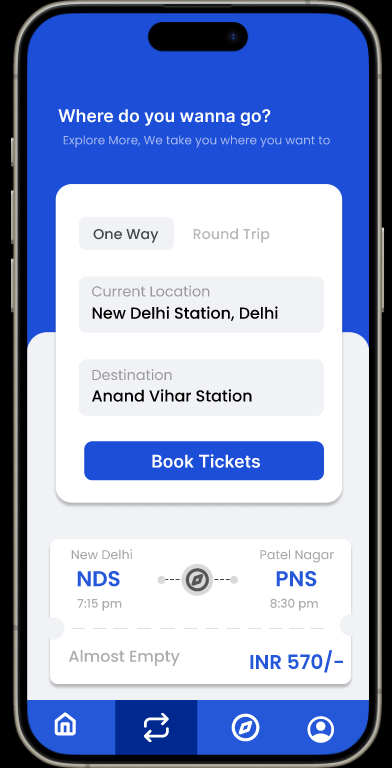 Where do you wanna go?
Explore More, We take you where you want to
One Way Round Trip
Current Location
New Delhi Station, Delhi
Destination
Anand Vihar Station
Book Tickets
New Delhi Patel Nagar
NDS PNS
7:15 pm 8:30 pm
Almost Empty INR 570/-